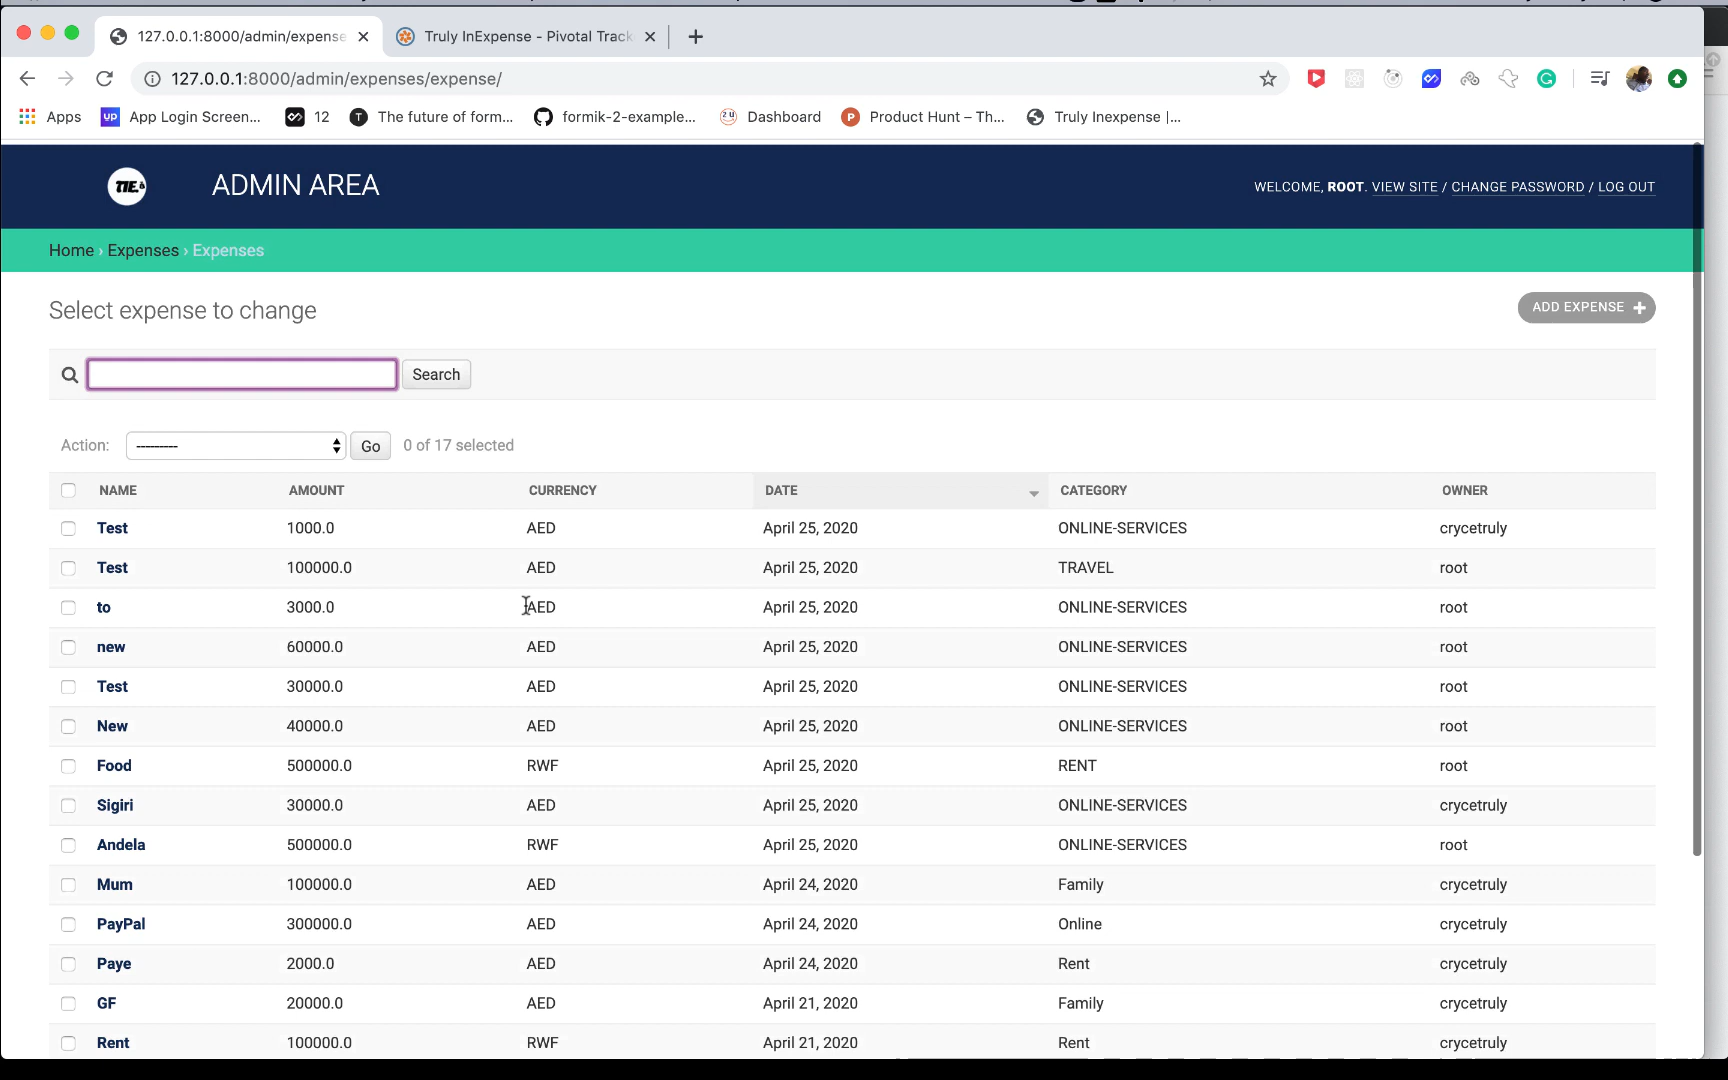 127.0.0.1:8000/admin/expense
Truly InExpense - Pivotal Track
127.0.0.1:8000/admin/expenses/expense/
Apps
UP App Login Screen...
12
T The future of form...
formik-2-example...
Dashboard
P Product Hunt – Th...
Truly Inexpense |...
TIE.
ADMIN AREA
WELCOME, ROOT. VIEW SITE / CHANGE PASSWORD / LOG OUT
Home › Expenses › Expenses
Select expense to change
ADD EXPENSE +
Search
Action: --------- Go 0 of 17 selected
NAME AMOUNT CURRENCY DATE CATEGORY OWNER
Test 1000.0 AED April 25, 2020 ONLINE-SERVICES crycetruly
Test 100000.0 AED April 25, 2020 TRAVEL root
to 3000.0 AED April 25, 2020 ONLINE-SERVICES root
new 60000.0 AED April 25, 2020 ONLINE-SERVICES root
Test 30000.0 AED April 25, 2020 ONLINE-SERVICES root
New 40000.0 AED April 25, 2020 ONLINE-SERVICES root
Food 500000.0 RWF April 25, 2020 RENT root
Sigiri 30000.0 AED April 25, 2020 ONLINE-SERVICES crycetruly
Andela 500000.0 RWF April 25, 2020 ONLINE-SERVICES root
Mum 100000.0 AED April 24, 2020 Family crycetruly
PayPal 300000.0 AED April 24, 2020 Online crycetruly
Paye 2000.0 AED April 24, 2020 Rent crycetruly
GF 20000.0 AED April 21, 2020 Family crycetruly
Rent 100000.0 RWF April 21, 2020 Rent crycetruly